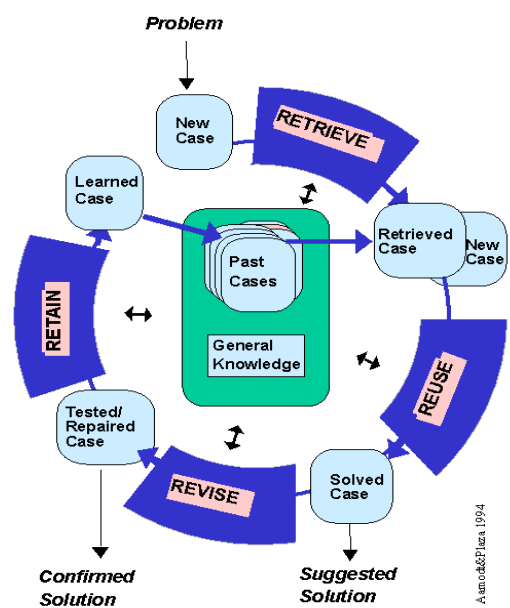 Problem
New
Case
RETRIEVE
Learned
Case
Retrieved
Case
New
Case
Past
Cases
General
Knowledge
RETAIN
REUSE
Tested/
Repaired
Case
REVISE
Solved
Case
Confirmed
Solution
Suggested
Solution
Aamodt&Plaza 1994